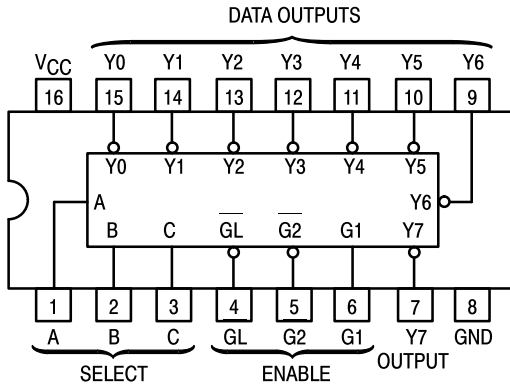 DATA OUTPUTS
VCC Y0 Y1 Y2 Y3 Y4 Y5 Y6
16 15 14 13 12 11 10 9
Y0 Y1 Y2 Y3 Y4 Y5
A Y6
B C GL G2 G1 Y7
1 2 3 4 5 6 7 8
A B C GL G2 G1 Y7 GND
SELECT ENABLE OUTPUT